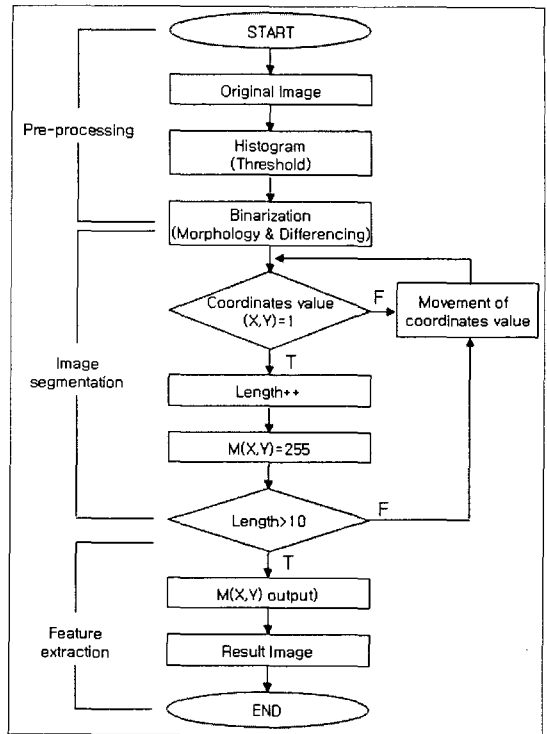 START
Original Image
Pre-processing
Histogram
(Threshold)
Binarization
(Morphology & Differencing)
Coordinates value
(X,Y)=1
F
Movement of
coordinates value
T
Image
segmentation
Length++
M(X,Y)=255
Length>10
F
T
M(X,Y) output)
Feature
extraction
Result Image
END